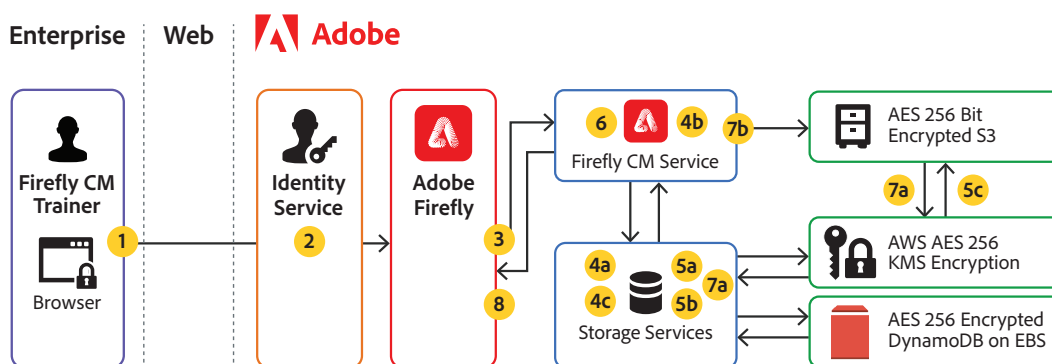 Enterprise
Web
Adobe
Firefly CM
Trainer
1
Browser
Identity
Service
2
Adobe
Firefly
3
8
6
4b
7b
Firefly CM Service
4a
5a
7a
4c
5b
Storage Services
AES 256 Bit
Encrypted S3
7a
5c
AWS AES 256
KMS Encryption
AES 256 Encrypted
DynamoDB on EBS